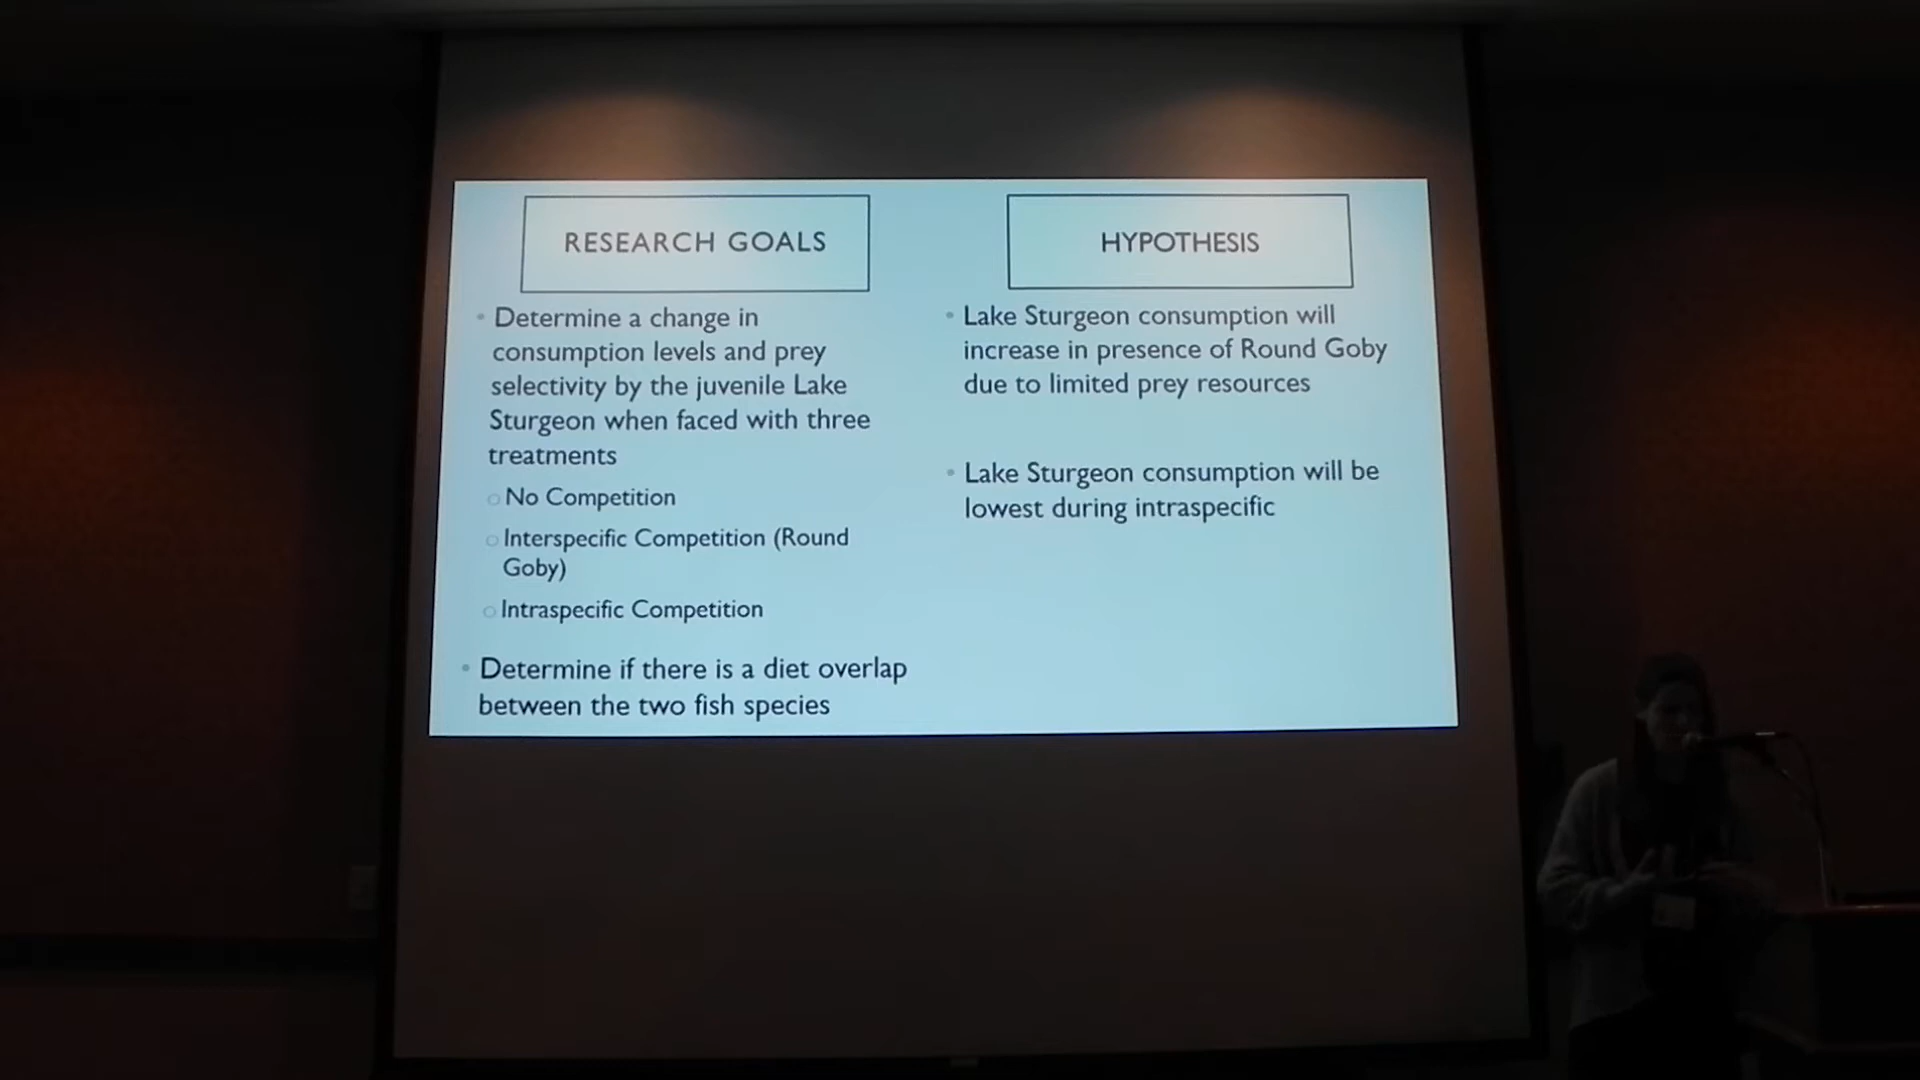 RESEARCH GOALS
• Determine a change in
consumption levels and prey
selectivity by the juvenile Lake
Sturgeon when faced with three
treatments
○ No Competition
○ Interspecific Competition (Round
Goby)
○ Intraspecific Competition
• Determine if there is a diet overlap
between the two fish species
HYPOTHESIS
• Lake Sturgeon consumption will
increase in presence of Round Goby
due to limited prey resources
• Lake Sturgeon consumption will be
lowest during intraspecific